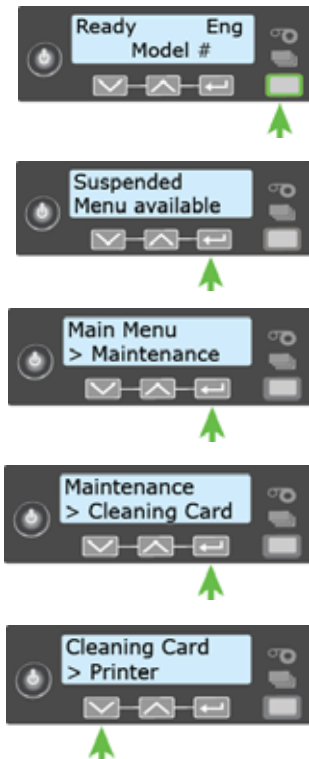 Ready Eng
Model #
Suspended
Menu available
Main Menu
> Maintenance
Maintenance
> Cleaning Card
Cleaning Card
> Printer